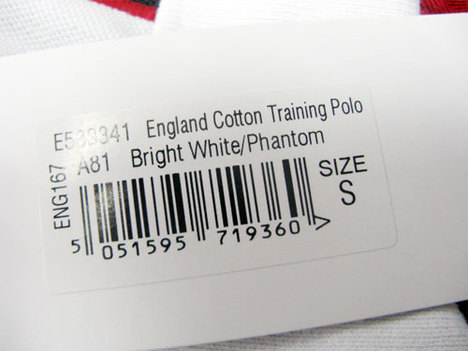 England Cotton Training Polo
A81 Bright White/Phantom
ENG167
SIZE
S
5 051595 719360 >